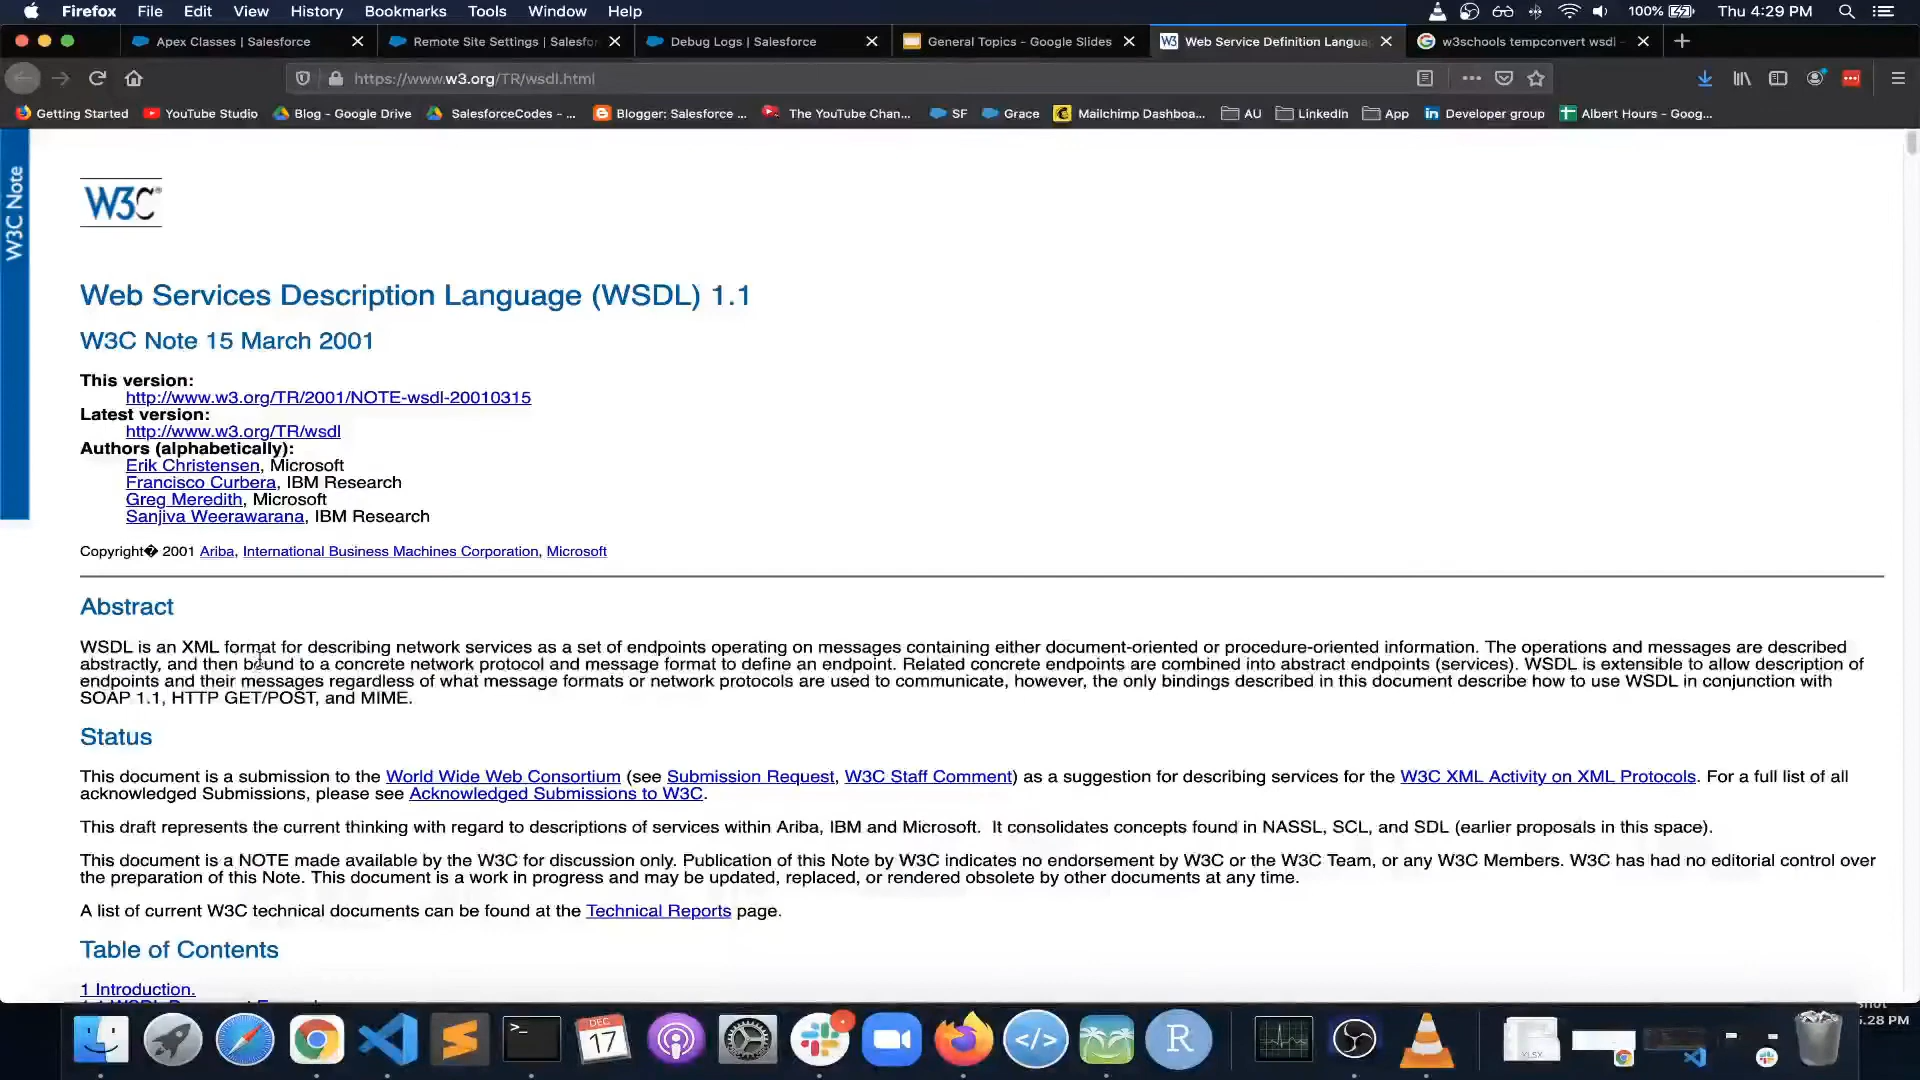 Firefox File Edit View History Bookmarks Tools Window Help 100% Thu 4:29 PM
Apex Classes | Salesforce Remote Site Settings | Salesfor Debug Logs | Salesforce General Topics - Google Slides W3 Web Service Definition Langua w3schools tempconvert wsdl -
https://www.w3.org/TR/wsdl.html
Getting Started YouTube Studio Blog - Google Drive SalesforceCodes - ... Blogger: Salesforce ... The YouTube Chan... SF Grace Mailchimp Dashboa... AU LinkedIn App Developer group Albert Hours - Goog...
W3C Note
W3C®
Web Services Description Language (WSDL) 1.1
W3C Note 15 March 2001
This version:
http://www.w3.org/TR/2001/NOTE-wsdl-20010315
Latest version:
http://www.w3.org/TR/wsdl
Authors (alphabetically):
Erik Christensen, Microsoft
Francisco Curbera, IBM Research
Greg Meredith, Microsoft
Sanjiva Weerawarana, IBM Research
Copyright� 2001 Ariba, International Business Machines Corporation, Microsoft
Abstract
WSDL is an XML format for describing network services as a set of endpoints operating on messages containing either document-oriented or procedure-oriented information. The operations and messages are described
abstractly, and then bound to a concrete network protocol and message format to define an endpoint. Related concrete endpoints are combined into abstract endpoints (services). WSDL is extensible to allow description of
endpoints and their messages regardless of what message formats or network protocols are used to communicate, however, the only bindings described in this document describe how to use WSDL in conjunction with
SOAP 1.1, HTTP GET/POST, and MIME.
Status
This document is a submission to the World Wide Web Consortium (see Submission Request, W3C Staff Comment) as a suggestion for describing services for the W3C XML Activity on XML Protocols. For a full list of all
acknowledged Submissions, please see Acknowledged Submissions to W3C.
This draft represents the current thinking with regard to descriptions of services within Ariba, IBM and Microsoft. It consolidates concepts found in NASSL, SCL, and SDL (earlier proposals in this space).
This document is a NOTE made available by the W3C for discussion only. Publication of this Note by W3C indicates no endorsement by W3C or the W3C Team, or any W3C Members. W3C has had no editorial control over
the preparation of this Note. This document is a work in progress and may be updated, replaced, or rendered obsolete by other documents at any time.
A list of current W3C technical documents can be found at the Technical Reports page.
Table of Contents
1 Introduction.
DEC
17
R
XLSX
.28 PM